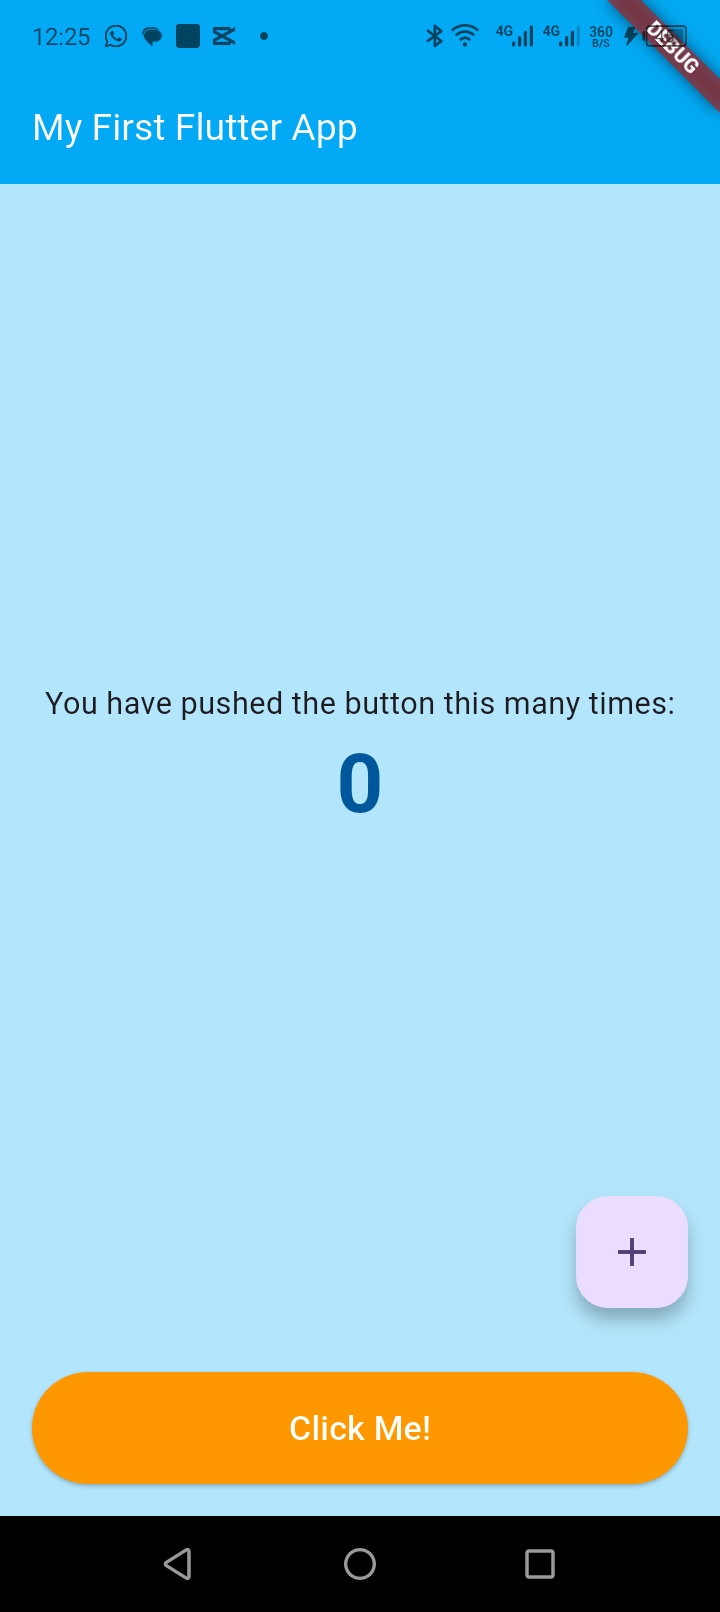 12:25 4G 4G 360 B/S
DEBUG
My First Flutter App
You have pushed the button this many times:
0
+
Click Me!